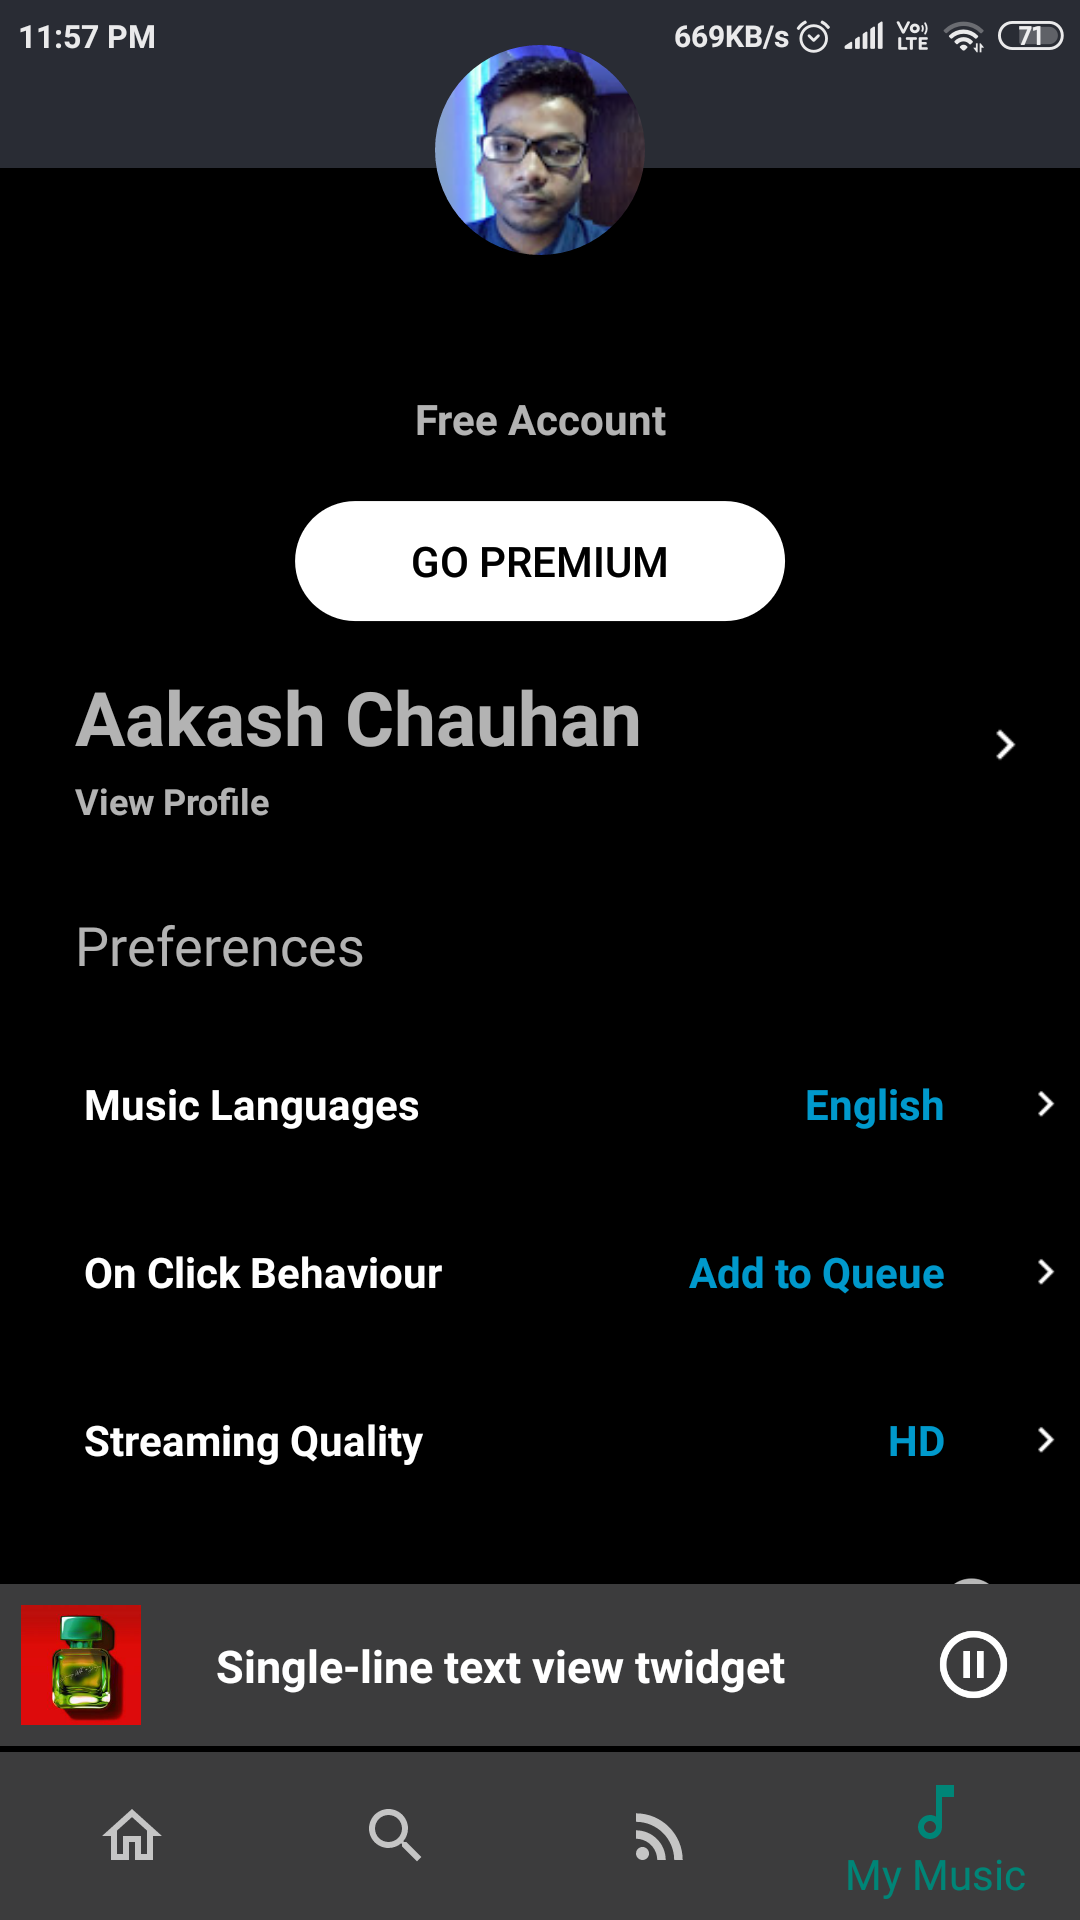 11:57 PM 669KB/s Vo)) LTE 71
Free Account
GO PREMIUM
Aakash Chauhan
View Profile
Preferences
Music Languages English
On Click Behaviour Add to Queue
Streaming Quality HD
Single-line text view twidget
My Music